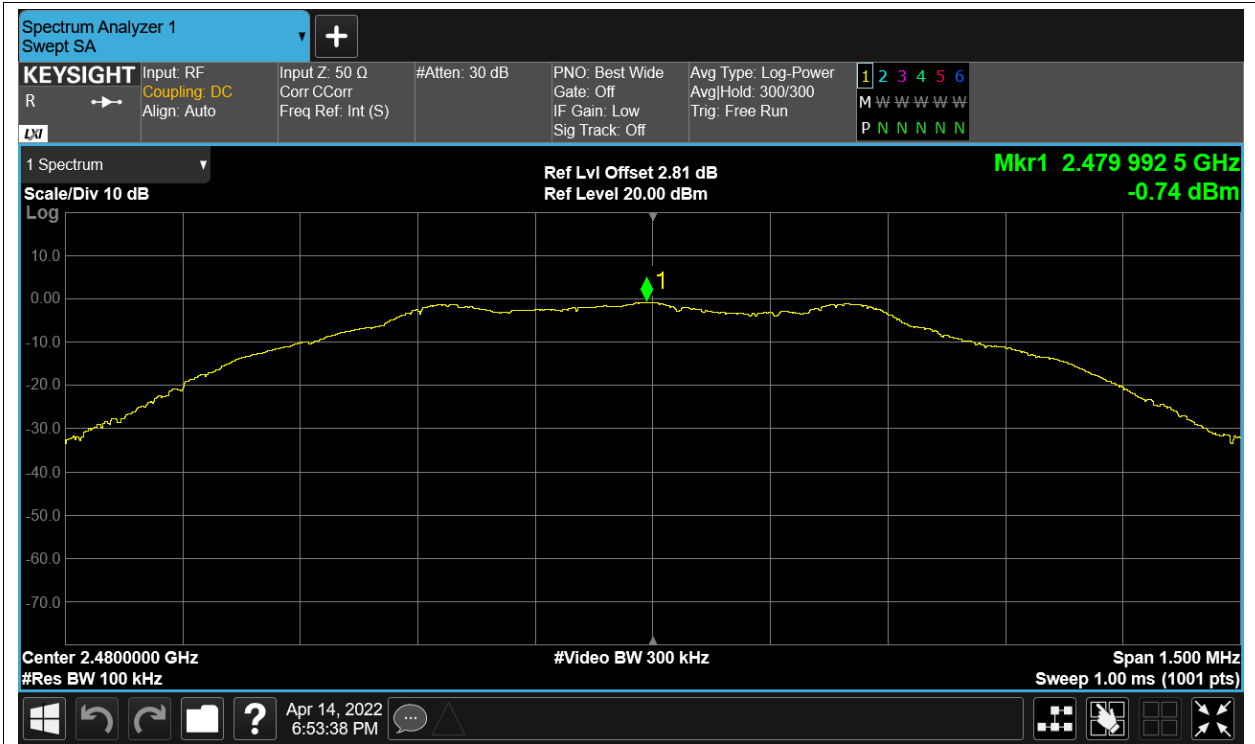 Spectrum Analyzer 1
Swept SA
+
KEYSIGHT
R
LXI
Input: RF
Coupling: DC
Align: Auto
Input Z: 50 Ω
Corr CCorr
Freq Ref: Int (S)
#Atten: 30 dB
PNO: Best Wide
Gate: Off
IF Gain: Low
Sig Track: Off
Avg Type: Log-Power
Avg|Hold: 300/300
Trig: Free Run
1 2 3 4 5 6
M W W W W W
P N N N N N
1 Spectrum
Scale/Div 10 dB
Log
Ref Lvl Offset 2.81 dB
Ref Level 20.00 dBm
Mkr1 2.479 992 5 GHz
-0.74 dBm
10.0
0.00
-10.0
-20.0
-30.0
-40.0
-50.0
-60.0
-70.0
1
Center 2.4800000 GHz
#Res BW 100 kHz
#Video BW 300 kHz
Span 1.500 MHz
Sweep 1.00 ms (1001 pts)
?
Apr 14, 2022
6:53:38 PM